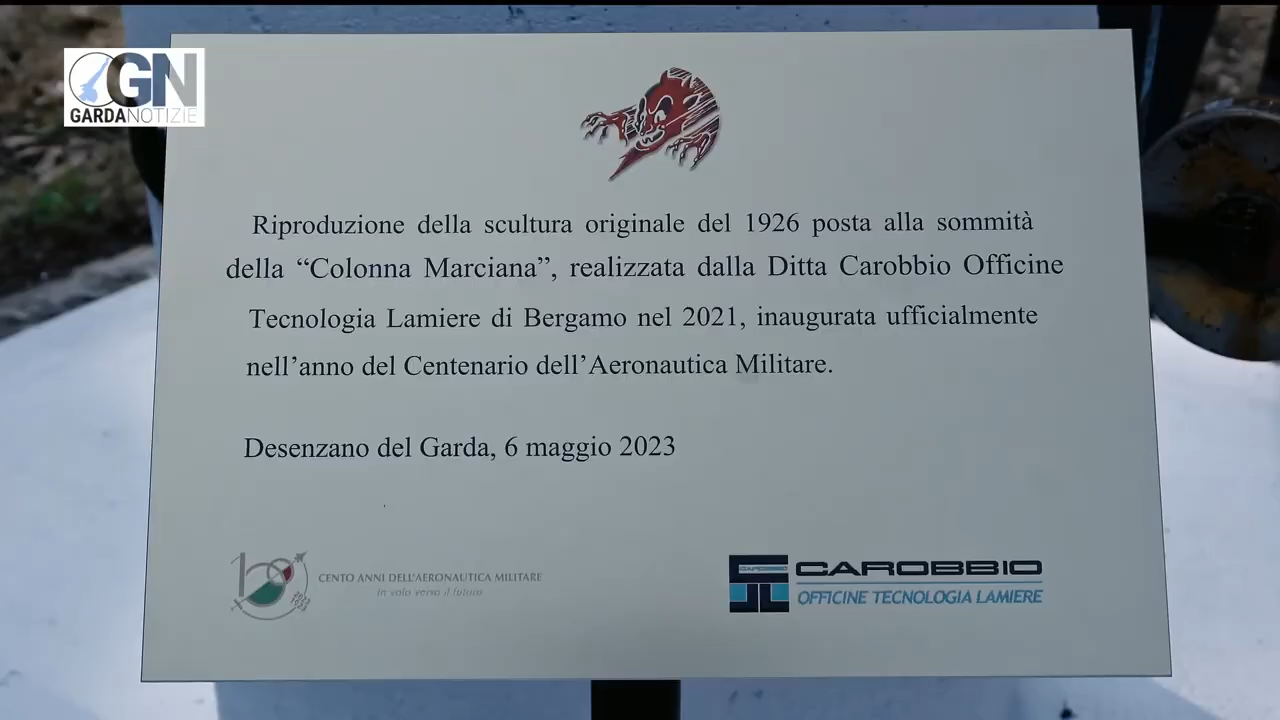 GN
GARDANOTIZIE
Riproduzione della scultura originale del 1926 posta alla sommità
della “Colonna Marciana”, realizzata dalla Ditta Carobbio Officine
Tecnologia Lamiere di Bergamo nel 2021, inaugurata ufficialmente
nell’anno del Centenario dell’Aeronautica Militare.
Desenzano del Garda, 6 maggio 2023
CENTO ANNI DELL'AERONAUTICA MILITARE
In volo verso il futuro
CAROBBIO
OFFICINE TECNOLOGIA LAMIERE